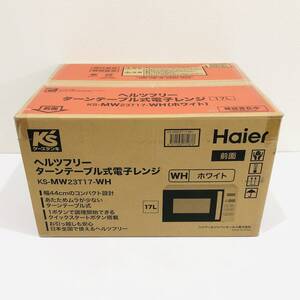 ヘルツフリー
ターンテーブル式電子レンジ 17L
KS-MW23T17-WH(ホワイト)
前面
K's
ケーズデンキ
Haier
ヘルツフリー
ターンテーブル式電子レンジ
KS-MW23T17-WH
前面
WH ホワイト
幅44cmのコンパクト設計
あたためムラが少ない
ターンテーブル式
1ボタンで調理開始できる
クイックスタートボタン搭載
お引っ越しも安心
日本全国で使えるヘルツフリー
17L